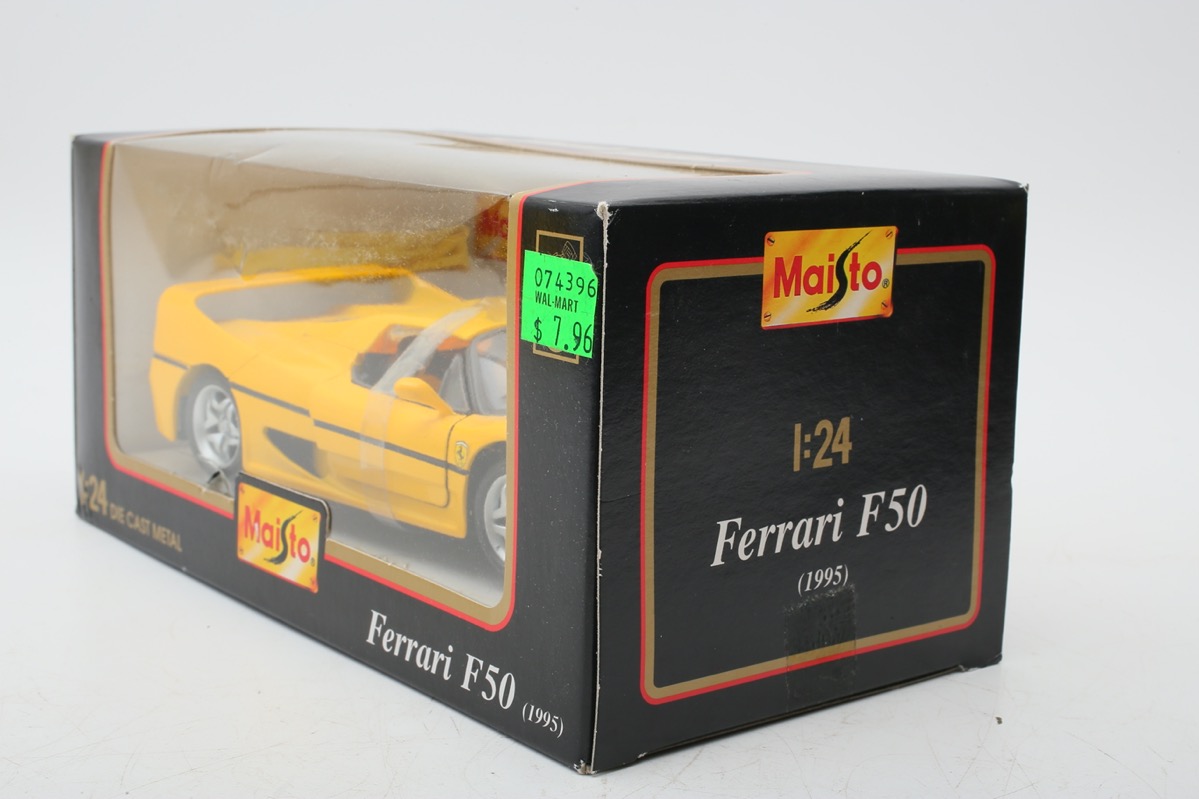 074396
WAL-MART
$ 7.96
1:24 DIE CAST METAL
Maisto®
Ferrari F50 (1995)
Maisto®
1:24
Ferrari F50
(1995)